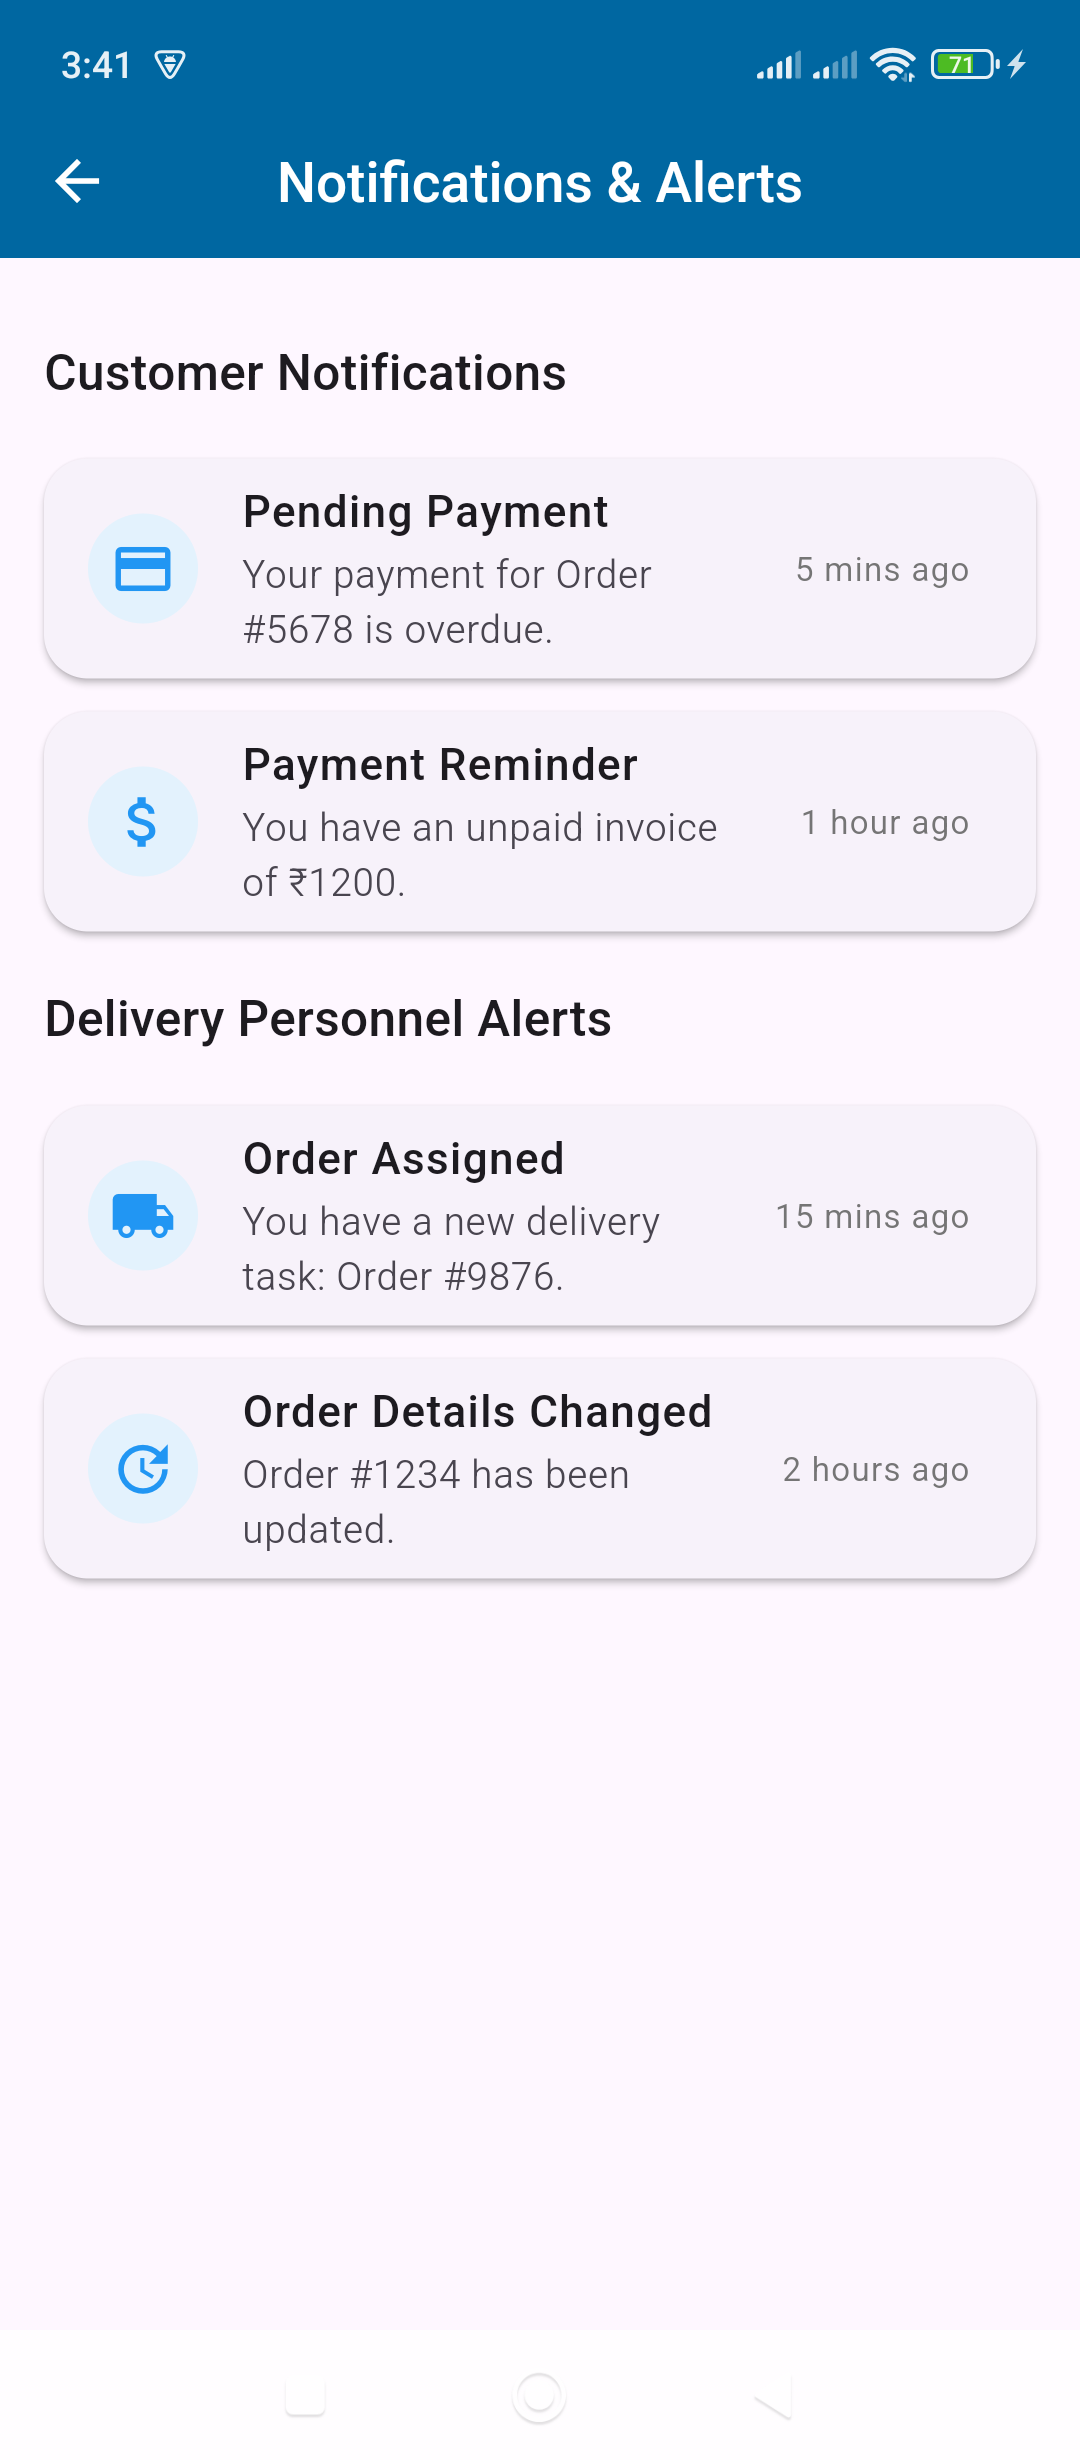 3:41
71
Notifications & Alerts
Customer Notifications
Pending Payment
Your payment for Order
#5678 is overdue.
5 mins ago
Payment Reminder
You have an unpaid invoice
of ₹1200.
1 hour ago
Delivery Personnel Alerts
Order Assigned
You have a new delivery
task: Order #9876.
15 mins ago
Order Details Changed
Order #1234 has been
updated.
2 hours ago